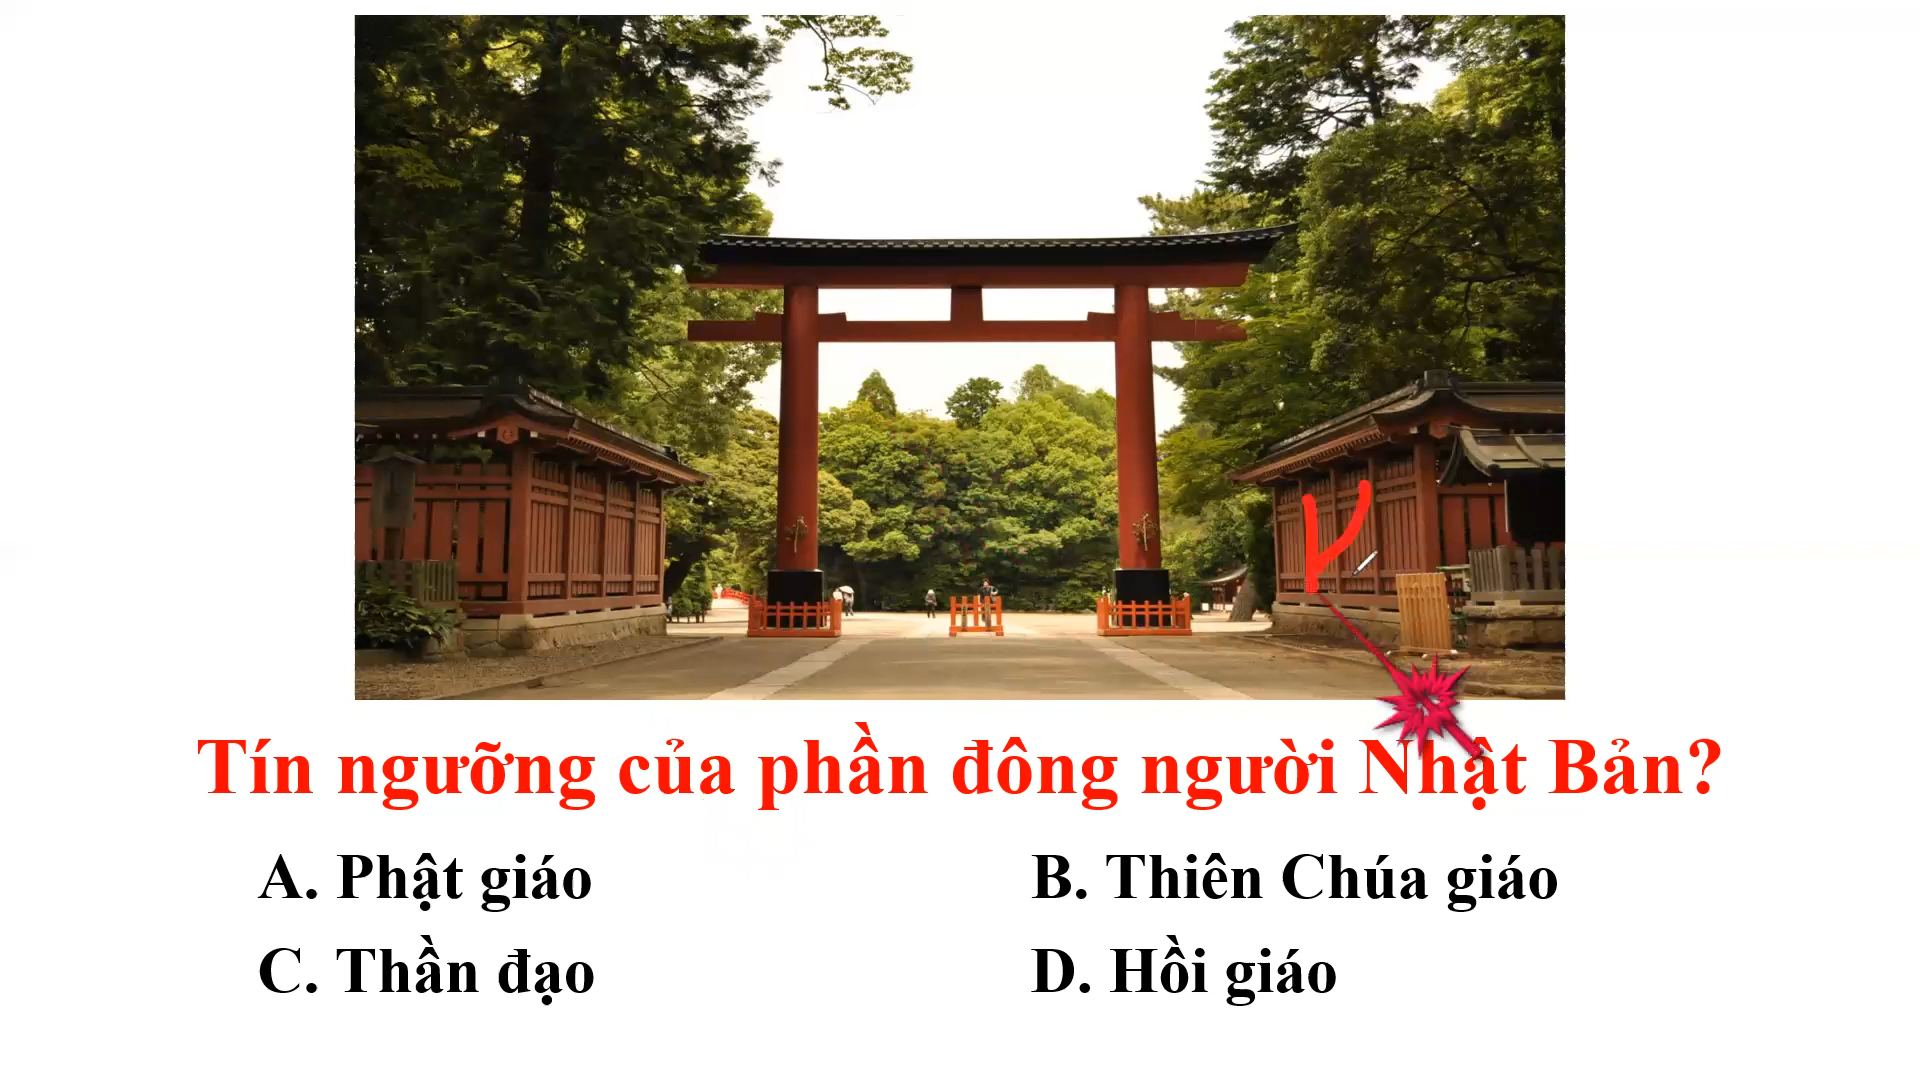 Tín ngưỡng của phần đông người Nhật Bản?
A. Phật giáo
B. Thiên Chúa giáo
C. Thần đạo
D. Hồi giáo